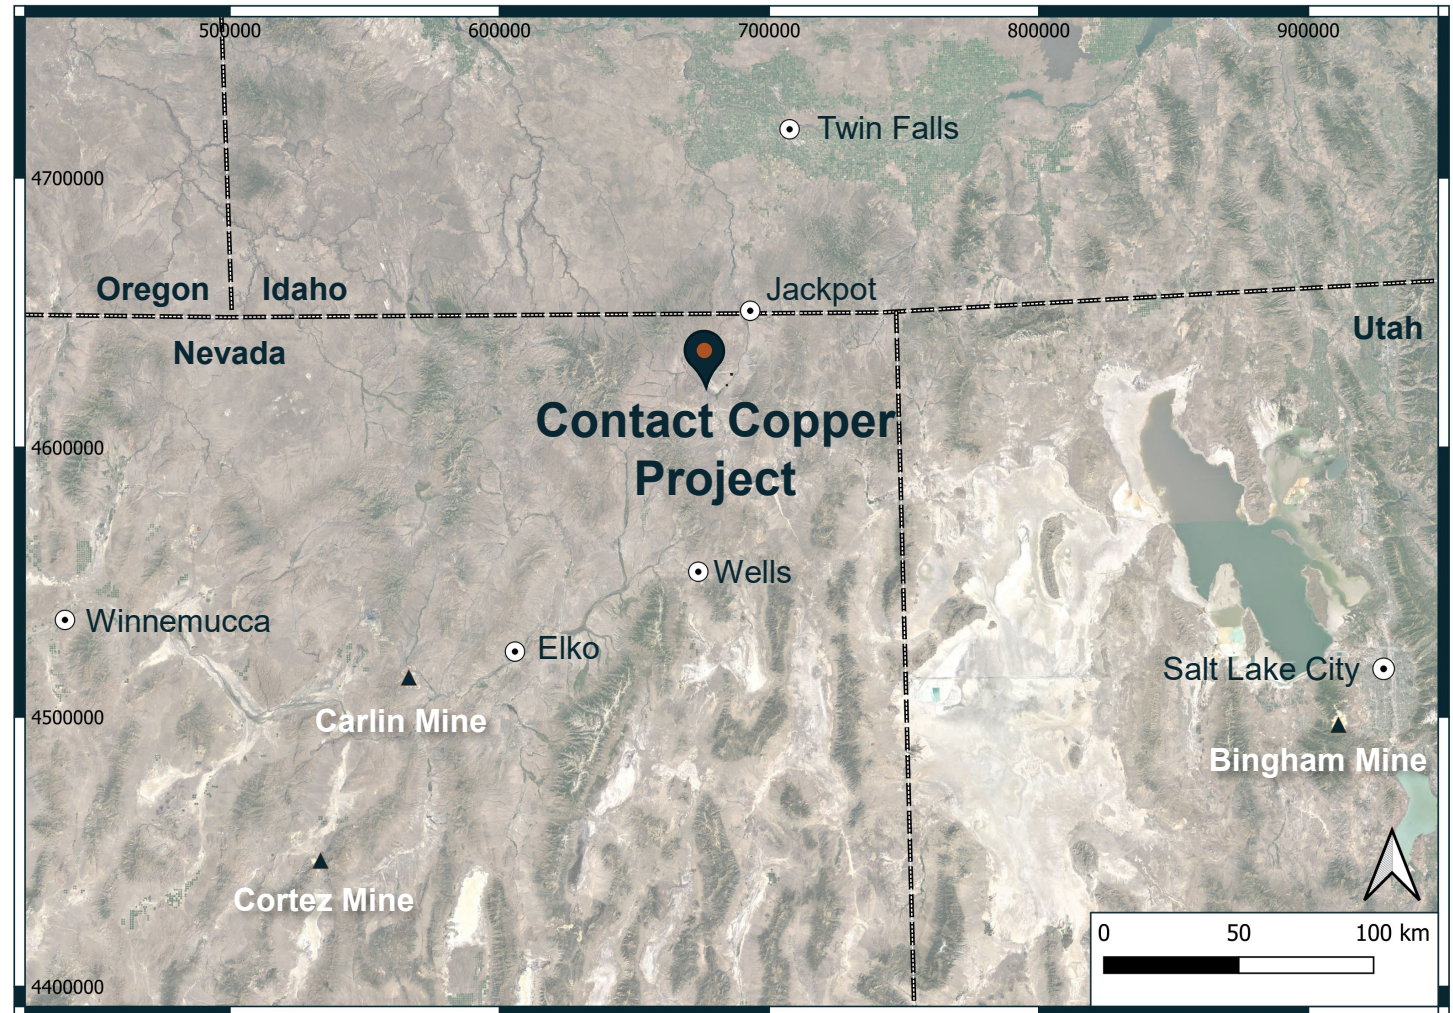 500000
600000
700000
800000
900000
Twin Falls
4700000
Oregon
Idaho
Jackpot
Utah
Nevada
Contact Copper
Project
4600000
Wells
Winnemucca
Elko
Salt Lake City
Carlin Mine
4500000
Bingham Mine
Cortez Mine
0
50
100 km
4400000